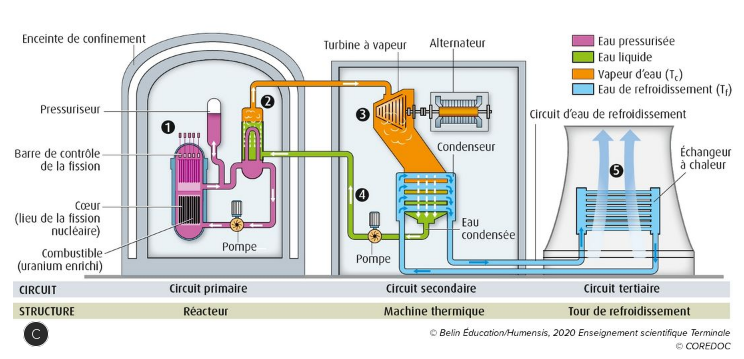 Enceinte de confinement
Turbine à vapeur
Alternateur
Eau pressurisée
Eau liquide
Vapeur d'eau (Tc)
Eau de refroidissement (Tf)
Pressuriseur
1
2
3
Circuit d'eau de refroidissement
Condenseur
Barre de contrôle
de la fission
4
5
Échangeur
à chaleur
Cœur
(lieu de la fission
nucléaire)
Eau
condensée
Combustible
(uranium enrichi)
Pompe
Pompe
CIRCUIT
Circuit primaire
Circuit secondaire
Circuit tertiaire
STRUCTURE
Réacteur
Machine thermique
Tour de refroidissement
C
© Belin Éducation/Humensis, 2020 Enseignement scientifique Terminale
© COREDOC